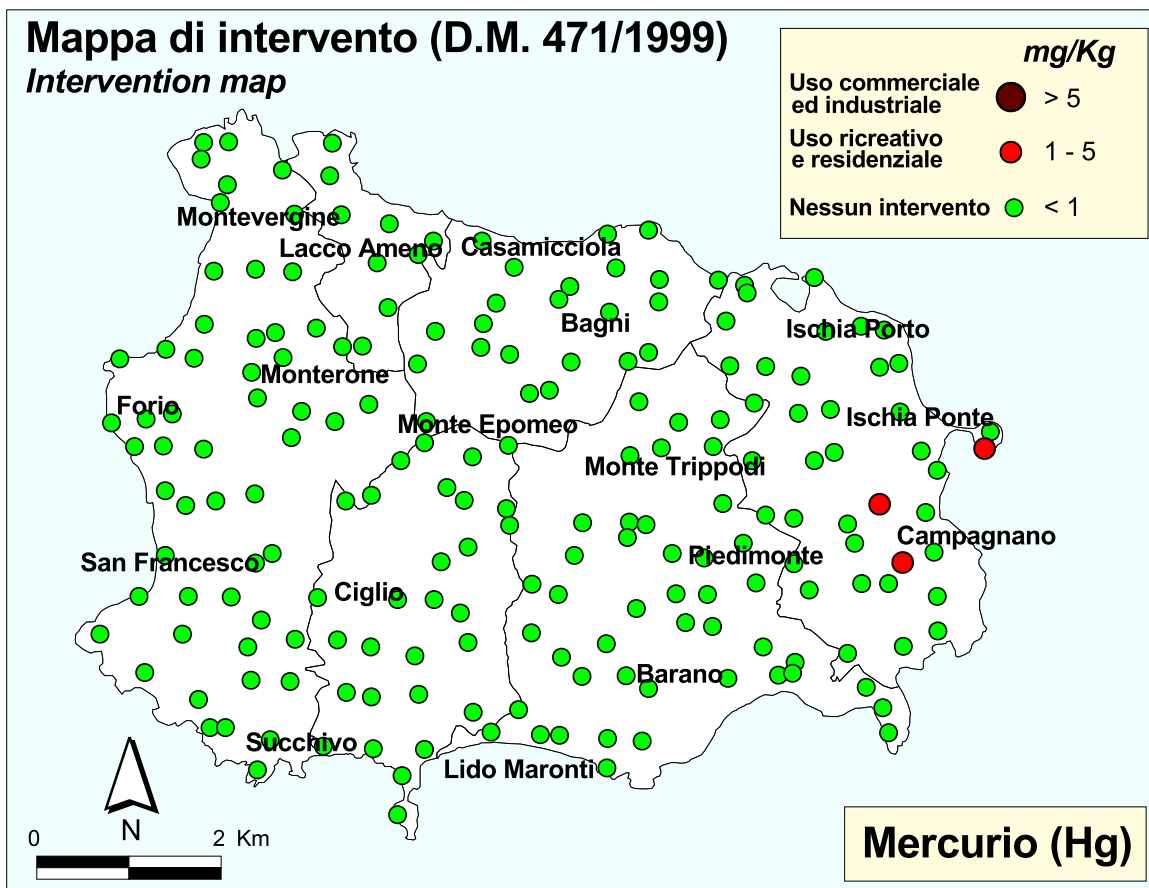 Mappa di intervento (D.M. 471/1999)
Intervention map
mg/Kg
Uso commerciale
ed industriale
> 5
Uso ricreativo
e residenziale
1 - 5
Nessun intervento
< 1
Montevergine
Lacco Ameno
Casamicciola
Bagni
Ischia Porto
Monterone
Forio
Monte Epomeo
Ischia Ponte
Monte Trippodi
Campagnano
San Francesco
Piedimonte
Ciglio
Barano
Succhivo
Lido Maronti
N
0
2 Km
Mercurio (Hg)